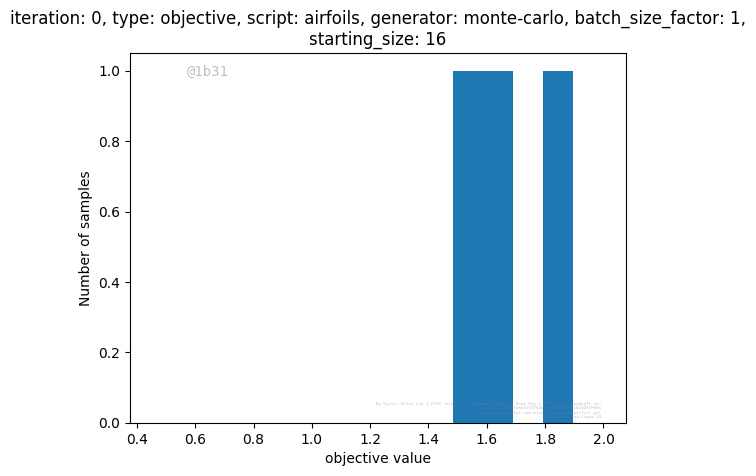 iteration: 0, type: objective, script: airfoils, generator: monte-carlo, batch_size_factor: 1,
starting_size: 16
@1b31
1.0
0.8
0.6
0.4
0.2
0.0
Number of samples
0.4 0.6 0.8 1.0 1.2 1.4 1.6 1.8 2.0
objective value